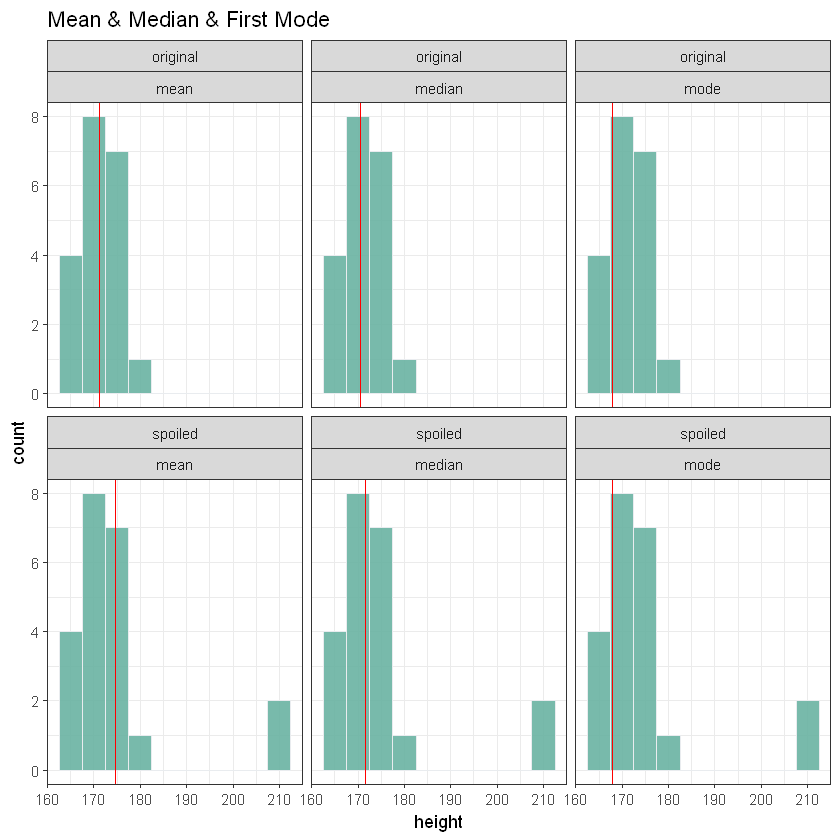 Mean & Median & First Mode
original original original
mean median mode
8
6
4
2
0
spoiled spoiled spoiled
mean median mode
8
6
4
2
0
count
160 170 180 190 200 210 160 170 180 190 200 210 160 170 180 190 200 210
height